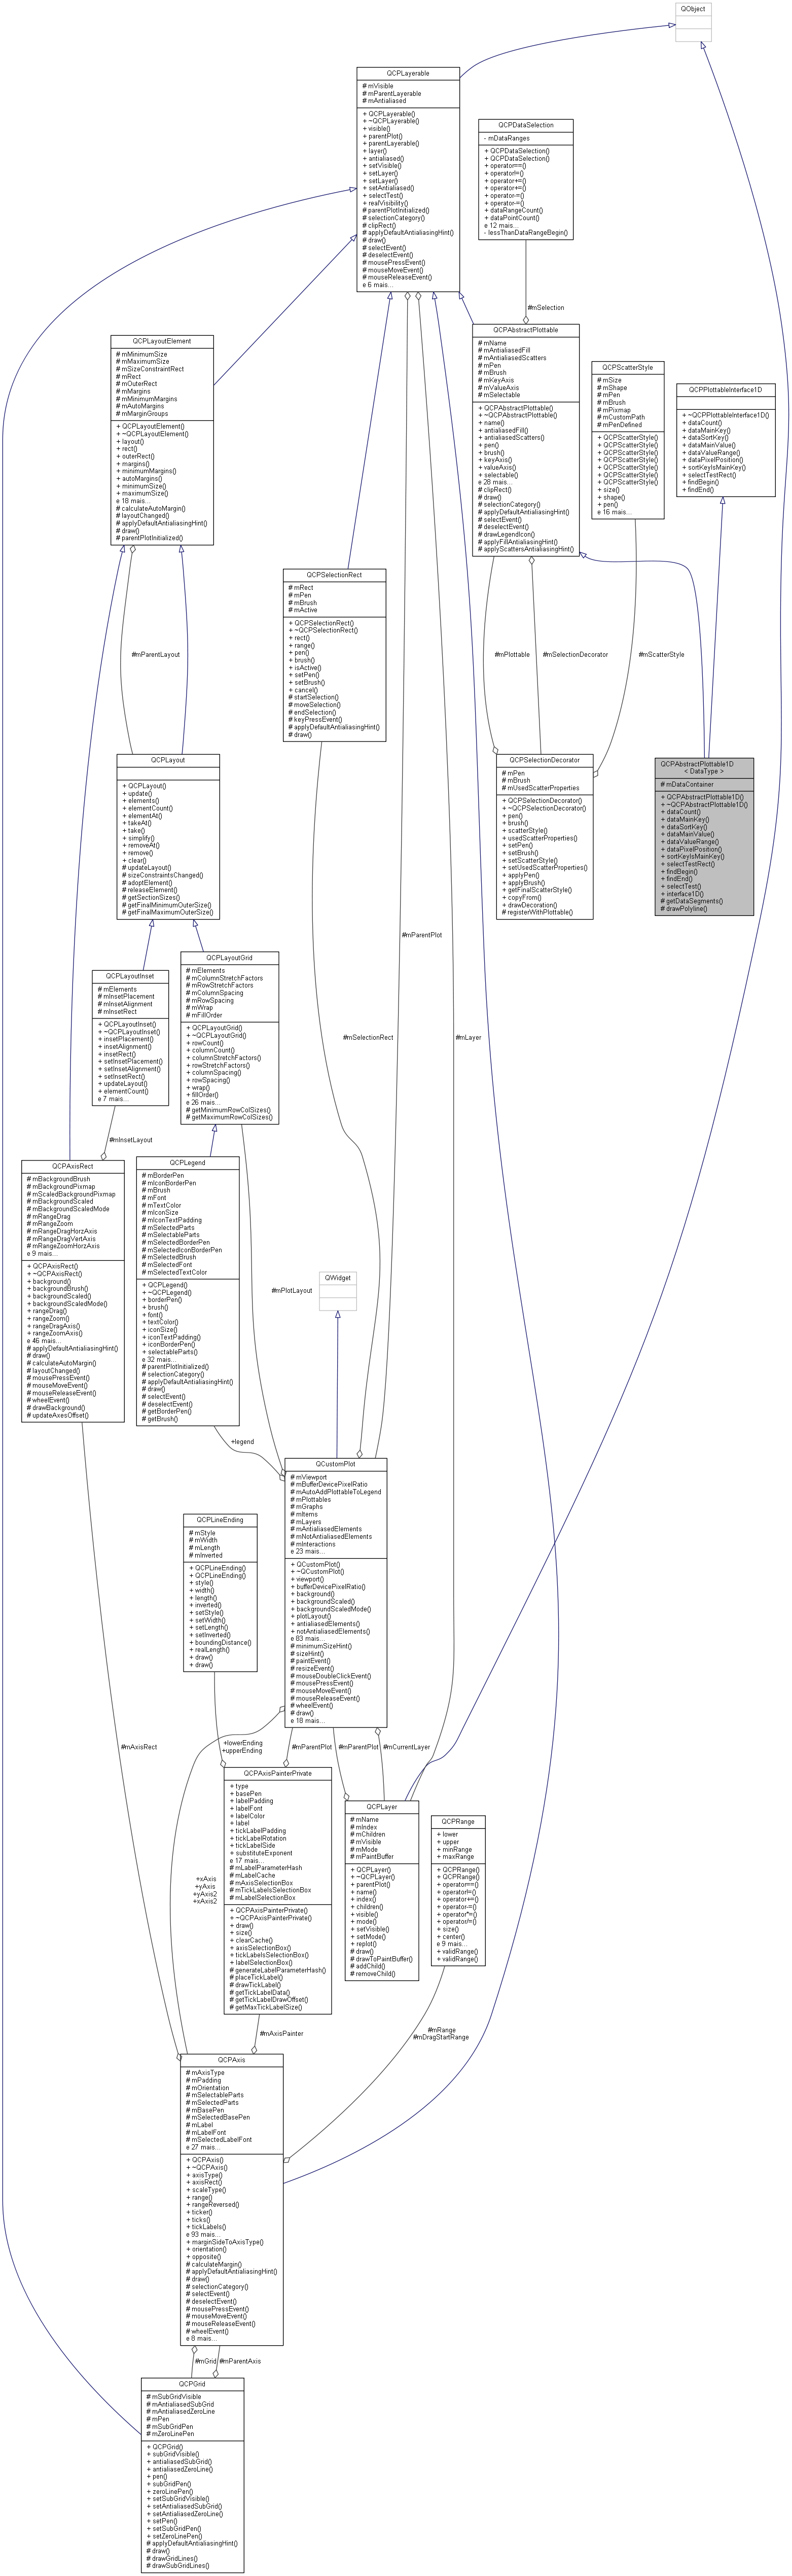 QObject
QCPLayerable
# mVisible
# mParentLayerable
# mAntialiased
+ QCPLayerable()
+ ~QCPLayerable()
+ visible()
+ parentPlot()
+ parentLayerable()
+ layer()
+ antialiased()
+ setVisible()
+ setLayer()
+ setLayer()
+ setAntialiased()
+ selectTest()
+ realVisibility()
# parentPlotInitialized()
# selectionCategory()
# clipRect()
# applyDefaultAntialiasingHint()
# draw()
# selectEvent()
# deselectEvent()
# mousePressEvent()
# mouseMoveEvent()
# mouseReleaseEvent()
e 6 mais...
QCPDataSelection
- mDataRanges
+ QCPDataSelection()
+ QCPDataSelection()
+ operator==()
+ operator!=()
+ operator+=()
+ operator+=()
+ operator-=()
+ operator-=()
+ dataRangeCount()
+ dataPointCount()
e 12 mais...
- lessThanDataRangeBegin()
#mSelection
QCPLayoutElement
# mMinimumSize
# mMaximumSize
# mSizeConstraintRect
# mRect
# mOuterRect
# mMargins
# mMinimumMargins
# mAutoMargins
# mMarginGroups
+ QCPLayoutElement()
+ ~QCPLayoutElement()
+ layout()
+ rect()
+ outerRect()
+ margins()
+ minimumMargins()
+ autoMargins()
+ minimumSize()
+ maximumSize()
e 18 mais...
# calculateAutoMargin()
# layoutChanged()
# applyDefaultAntialiasingHint()
# draw()
# parentPlotInitialized()
QCPAbstractPlottable
# mName
# mAntialiasedFill
# mAntialiasedScatters
# mPen
# mBrush
# mKeyAxis
# mValueAxis
# mSelectable
+ QCPAbstractPlottable()
+ ~QCPAbstractPlottable()
+ name()
+ antialiasedFill()
+ antialiasedScatters()
+ pen()
+ brush()
+ keyAxis()
+ valueAxis()
+ selectable()
e 28 mais...
# clipRect()
# draw()
# selectionCategory()
# applyDefaultAntialiasingHint()
# selectEvent()
# deselectEvent()
# drawLegendIcon()
# applyFillAntialiasingHint()
# applyScattersAntialiasingHint()
QCPScatterStyle
# mSize
# mShape
# mPen
# mBrush
# mPixmap
# mCustomPath
# mPenDefined
+ QCPScatterStyle()
+ QCPScatterStyle()
+ QCPScatterStyle()
+ QCPScatterStyle()
+ QCPScatterStyle()
+ QCPScatterStyle()
+ QCPScatterStyle()
+ size()
+ shape()
+ pen()
e 16 mais...
QCPPlottableInterface1D
+ ~QCPPlottableInterface1D()
+ dataCount()
+ dataMainKey()
+ dataSortKey()
+ dataMainValue()
+ dataValueRange()
+ dataPixelPosition()
+ sortKeyIsMainKey()
+ selectTestRect()
+ findBegin()
+ findEnd()
QCPSelectionRect
# mRect
# mPen
# mBrush
# mActive
+ QCPSelectionRect()
+ ~QCPSelectionRect()
+ rect()
+ range()
+ pen()
+ brush()
+ isActive()
+ setPen()
+ setBrush()
+ cancel()
# startSelection()
# moveSelection()
# endSelection()
# keyPressEvent()
# applyDefaultAntialiasingHint()
# draw()
#mParentLayout
#mPlottable
#mSelectionDecorator
#mScatterStyle
QCPLayout
+ QCPLayout()
+ update()
+ elements()
+ elementCount()
+ elementAt()
+ takeAt()
+ take()
+ simplify()
+ removeAt()
+ remove()
+ clear()
# updateLayout()
# sizeConstraintsChanged()
# adoptElement()
# releaseElement()
# getSectionSizes()
# getFinalMinimumOuterSize()
# getFinalMaximumOuterSize()
QCPSelectionDecorator
# mPen
# mBrush
# mUsedScatterProperties
+ QCPSelectionDecorator()
+ ~QCPSelectionDecorator()
+ pen()
+ brush()
+ scatterStyle()
+ usedScatterProperties()
+ setPen()
+ setBrush()
+ setScatterStyle()
+ setUsedScatterProperties()
+ applyPen()
+ applyBrush()
+ getFinalScatterStyle()
+ copyFrom()
+ drawDecoration()
# registerWithPlottable()
QCPAbstractPlottable1D
< DataType >
# mDataContainer
+ QCPAbstractPlottable1D()
+ ~QCPAbstractPlottable1D()
+ dataCount()
+ dataMainKey()
+ dataSortKey()
+ dataMainValue()
+ dataValueRange()
+ dataPixelPosition()
+ sortKeyIsMainKey()
+ selectTestRect()
+ findBegin()
+ findEnd()
+ selectTest()
+ interface1D()
# getDataSegments()
# drawPolyline()
#mParentPlot
QCPLayoutInset
# mElements
# mInsetPlacement
# mInsetAlignment
# mInsetRect
+ QCPLayoutInset()
+ ~QCPLayoutInset()
+ insetPlacement()
+ insetAlignment()
+ insetRect()
+ setInsetPlacement()
+ setInsetAlignment()
+ setInsetRect()
+ updateLayout()
+ elementCount()
e 7 mais...
QCPLayoutGrid
# mElements
# mColumnStretchFactors
# mRowStretchFactors
# mColumnSpacing
# mRowSpacing
# mWrap
# mFillOrder
+ QCPLayoutGrid()
+ ~QCPLayoutGrid()
+ rowCount()
+ columnCount()
+ columnStretchFactors()
+ rowStretchFactors()
+ columnSpacing()
+ rowSpacing()
+ wrap()
+ fillOrder()
e 26 mais...
# getMinimumRowColSizes()
# getMaximumRowColSizes()
#mSelectionRect
#mLayer
#mInsetLayout
QCPAxisRect
# mBackgroundBrush
# mBackgroundPixmap
# mScaledBackgroundPixmap
# mBackgroundScaled
# mBackgroundScaledMode
# mRangeDrag
# mRangeZoom
# mRangeDragHorzAxis
# mRangeDragVertAxis
# mRangeZoomHorzAxis
e 9 mais...
+ QCPAxisRect()
+ ~QCPAxisRect()
+ background()
+ backgroundBrush()
+ backgroundScaled()
+ backgroundScaledMode()
+ rangeDrag()
+ rangeZoom()
+ rangeDragAxis()
+ rangeZoomAxis()
e 46 mais...
# applyDefaultAntialiasingHint()
# draw()
# calculateAutoMargin()
# layoutChanged()
# mousePressEvent()
# mouseMoveEvent()
# mouseReleaseEvent()
# wheelEvent()
# drawBackground()
# updateAxesOffset()
QCPLegend
# mBorderPen
# mIconBorderPen
# mBrush
# mFont
# mTextColor
# mIconSize
# mIconTextPadding
# mSelectedParts
# mSelectableParts
# mSelectedBorderPen
# mSelectedIconBorderPen
# mSelectedBrush
# mSelectedFont
# mSelectedTextColor
+ QCPLegend()
+ ~QCPLegend()
+ borderPen()
+ brush()
+ font()
+ textColor()
+ iconSize()
+ iconTextPadding()
+ iconBorderPen()
+ selectableParts()
e 32 mais...
# parentPlotInitialized()
# selectionCategory()
# applyDefaultAntialiasingHint()
# draw()
# selectEvent()
# deselectEvent()
# getBorderPen()
# getBrush()
QWidget
#mPlotLayout
+legend
QCustomPlot
# mViewport
# mBufferDevicePixelRatio
# mAutoAddPlottableToLegend
# mPlottables
# mGraphs
# mItems
# mLayers
# mAntialiasedElements
# mNotAntialiasedElements
# mInteractions
e 23 mais...
+ QCustomPlot()
+ ~QCustomPlot()
+ viewport()
+ bufferDevicePixelRatio()
+ background()
+ backgroundScaled()
+ backgroundScaledMode()
+ plotLayout()
+ antialiasedElements()
+ notAntialiasedElements()
e 83 mais...
# minimumSizeHint()
# sizeHint()
# paintEvent()
# resizeEvent()
# mouseDoubleClickEvent()
# mousePressEvent()
# mouseMoveEvent()
# mouseReleaseEvent()
# wheelEvent()
# draw()
e 18 mais...
QCPLineEnding
# mStyle
# mWidth
# mLength
# mInverted
+ QCPLineEnding()
+ QCPLineEnding()
+ style()
+ width()
+ length()
+ inverted()
+ setStyle()
+ setWidth()
+ setLength()
+ setInverted()
+ boundingDistance()
+ realLength()
+ draw()
+ draw()
#mAxisRect
+lowerEnding
+upperEnding
#mParentPlot
#mParentPlot
#mCurrentLayer
QCPAxisPainterPrivate
+ type
+ basePen
+ labelPadding
+ labelFont
+ labelColor
+ label
+ tickLabelPadding
+ tickLabelRotation
+ tickLabelSide
+ substituteExponent
e 17 mais...
# mLabelParameterHash
# mLabelCache
# mAxisSelectionBox
# mTickLabelsSelectionBox
# mLabelSelectionBox
+ QCPAxisPainterPrivate()
+ ~QCPAxisPainterPrivate()
+ draw()
+ size()
+ clearCache()
+ axisSelectionBox()
+ tickLabelsSelectionBox()
+ labelSelectionBox()
# generateLabelParameterHash()
# placeTickLabel()
# drawTickLabel()
# getTickLabelData()
# getTickLabelDrawOffset()
# getMaxTickLabelSize()
QCPLayer
# mName
# mIndex
# mChildren
# mVisible
# mMode
# mPaintBuffer
+ QCPLayer()
+ ~QCPLayer()
+ parentPlot()
+ name()
+ index()
+ children()
+ visible()
+ mode()
+ setVisible()
+ setMode()
+ replot()
# draw()
# drawToPaintBuffer()
# addChild()
# removeChild()
QCPRange
+ lower
+ upper
+ minRange
+ maxRange
+ QCPRange()
+ QCPRange()
+ operator==()
+ operator!=()
+ operator+=()
+ operator-=()
+ operator*=()
+ operator/=()
+ size()
+ center()
e 9 mais...
+ validRange()
+ validRange()
+xAxis
+yAxis
+yAxis2
+xAxis2
#mAxisPainter
#mRange
#mDragStartRange
QCPAxis
# mAxisType
# mPadding
# mOrientation
# mSelectableParts
# mSelectedParts
# mBasePen
# mSelectedBasePen
# mLabel
# mLabelFont
# mSelectedLabelFont
e 27 mais...
+ QCPAxis()
+ ~QCPAxis()
+ axisType()
+ axisRect()
+ scaleType()
+ range()
+ rangeReversed()
+ ticker()
+ ticks()
+ tickLabels()
e 93 mais...
+ marginSideToAxisType()
+ orientation()
+ opposite()
# calculateMargin()
# applyDefaultAntialiasingHint()
# draw()
# selectionCategory()
# selectEvent()
# deselectEvent()
# mousePressEvent()
# mouseMoveEvent()
# mouseReleaseEvent()
# wheelEvent()
e 8 mais...
#mGrid
#mParentAxis
QCPGrid
# mSubGridVisible
# mAntialiasedSubGrid
# mAntialiasedZeroLine
# mPen
# mSubGridPen
# mZeroLinePen
+ QCPGrid()
+ subGridVisible()
+ antialiasedSubGrid()
+ antialiasedZeroLine()
+ pen()
+ subGridPen()
+ zeroLinePen()
+ setSubGridVisible()
+ setAntialiasedSubGrid()
+ setAntialiasedZeroLine()
+ setPen()
+ setSubGridPen()
+ setZeroLinePen()
# applyDefaultAntialiasingHint()
# draw()
# drawGridLines()
# drawSubGridLines()